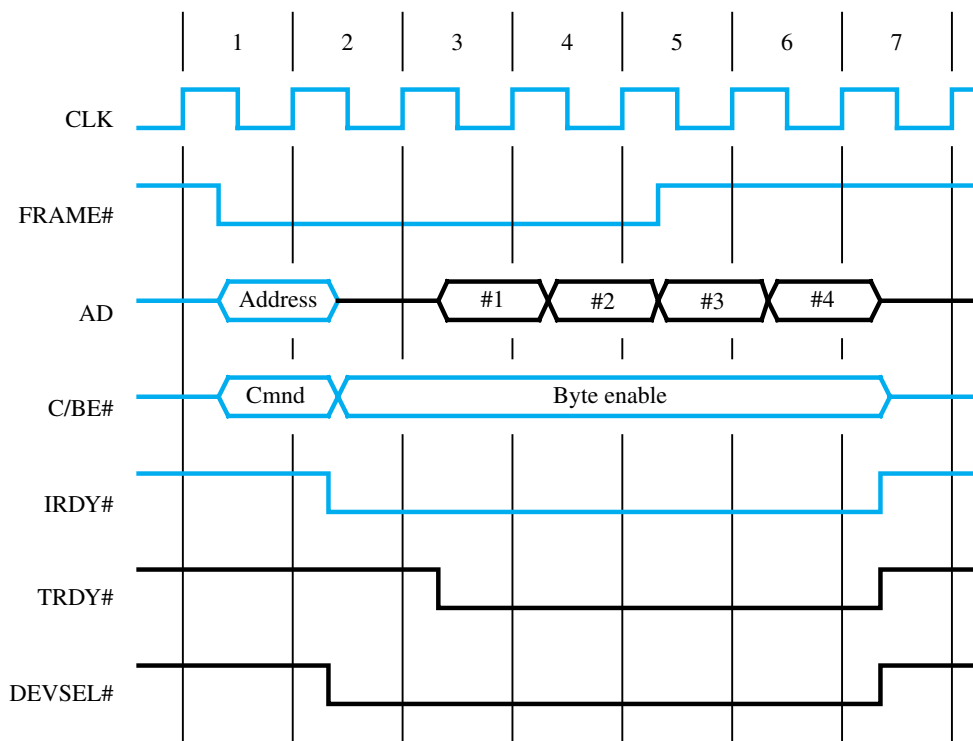 1 2 3 4 5 6 7
CLK
FRAME#
AD Address #1 #2 #3 #4
C/BE# Cmnd Byte enable
IRDY#
TRDY#
DEVSEL#